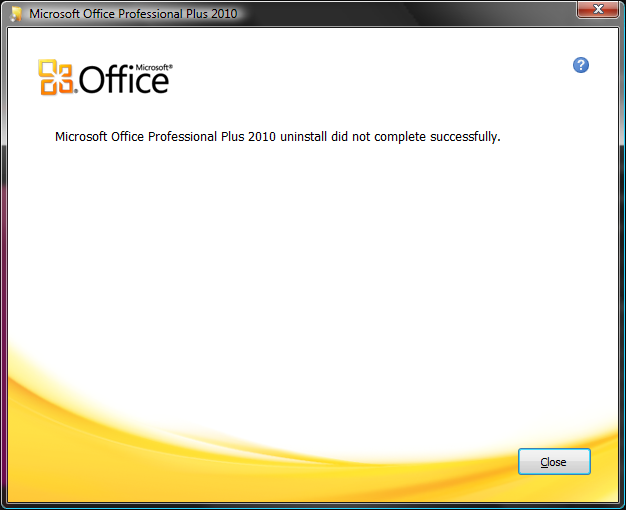 Microsoft Office Professional Plus 2010
Microsoft®
Office
?
Microsoft Office Professional Plus 2010 uninstall did not complete successfully.
Close